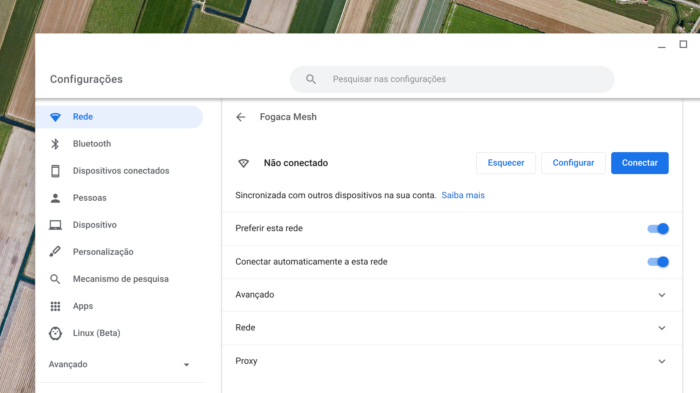 Configurações
Pesquisar nas configurações
Rede
Bluetooth
Dispositivos conectados
Pessoas
Dispositivo
Personalização
Mecanismo de pesquisa
Apps
Linux (Beta)
Avançado
Fogaca Mesh
Não conectado
Esquecer
Configurar
Conectar
Sincronizada com outros dispositivos na sua conta. Saiba mais
Preferir esta rede
Conectar automaticamente a esta rede
Avançado
Rede
Proxy